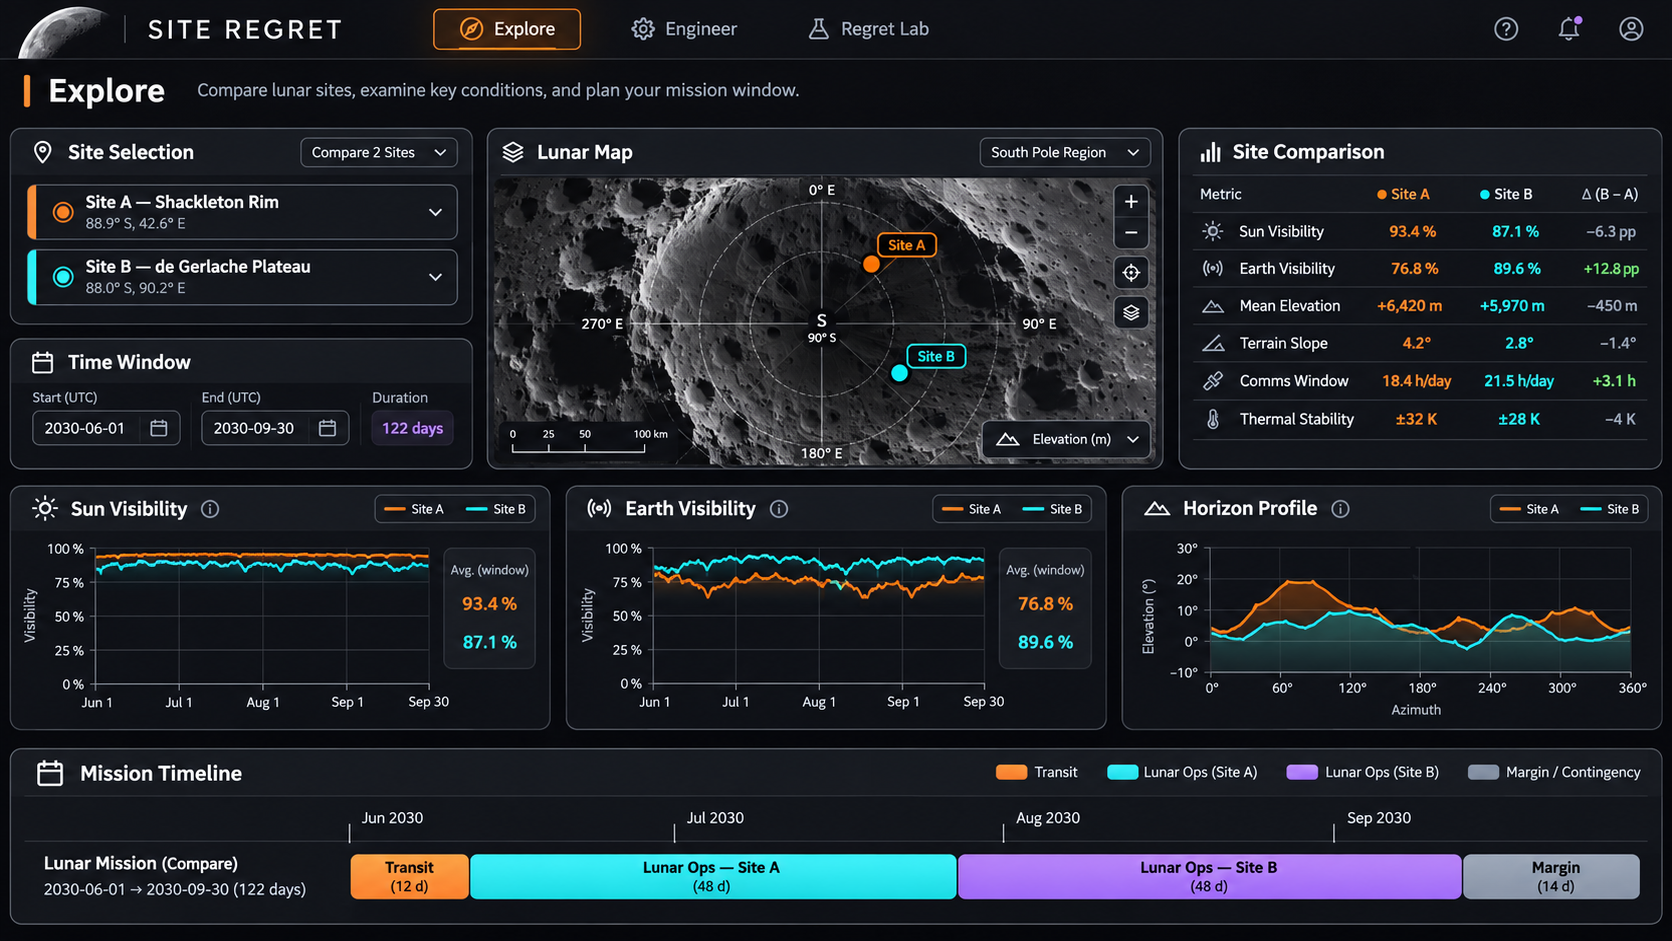 SITE REGRET
Explore
Engineer
Regret Lab
Explore
Compare lunar sites, examine key conditions, and plan your mission window.
Site Selection
Compare 2 Sites
Site A — Shackleton Rim
88.9° S, 42.6° E
Site B — de Gerlache Plateau
88.0° S, 90.2° E
Time Window
Start (UTC)
End (UTC)
Duration
2030-06-01
2030-09-30
122 days
Lunar Map
South Pole Region
0° E
Site A
270° E
S
90° S
90° E
Site B
0 25 50 100 km
180° E
Elevation (m)
+
−
Site Comparison
Metric Site A Site B Δ (B – A)
Sun Visibility 93.4 % 87.1 % −6.3 pp
Earth Visibility 76.8 % 89.6 % +12.8 pp
Mean Elevation +6,420 m +5,970 m −450 m
Terrain Slope 4.2° 2.8° −1.4°
Comms Window 18.4 h/day 21.5 h/day +3.1 h
Thermal Stability ±32 K ±28 K −4 K
Sun Visibility
Site A Site B
Visibility
100 %
75 %
50 %
25 %
0 %
Jun 1 Jul 1 Aug 1 Sep 1 Sep 30
Avg. (window)
93.4 %
87.1 %
Earth Visibility
Site A Site B
Visibility
100 %
75 %
50 %
25 %
0 %
Jun 1 Jul 1 Aug 1 Sep 1 Sep 30
Avg. (window)
76.8 %
89.6 %
Horizon Profile
Site A Site B
Elevation (°)
30°
20°
10°
0°
−10°
0° 60° 120° 180° 240° 300° 360°
Azimuth
Mission Timeline
Transit
Lunar Ops (Site A)
Lunar Ops (Site B)
Margin / Contingency
Jun 2030 Jul 2030 Aug 2030 Sep 2030
Lunar Mission (Compare)
2030-06-01 → 2030-09-30 (122 days)
Transit
(12 d)
Lunar Ops — Site A
(48 d)
Lunar Ops — Site B
(48 d)
Margin
(14 d)